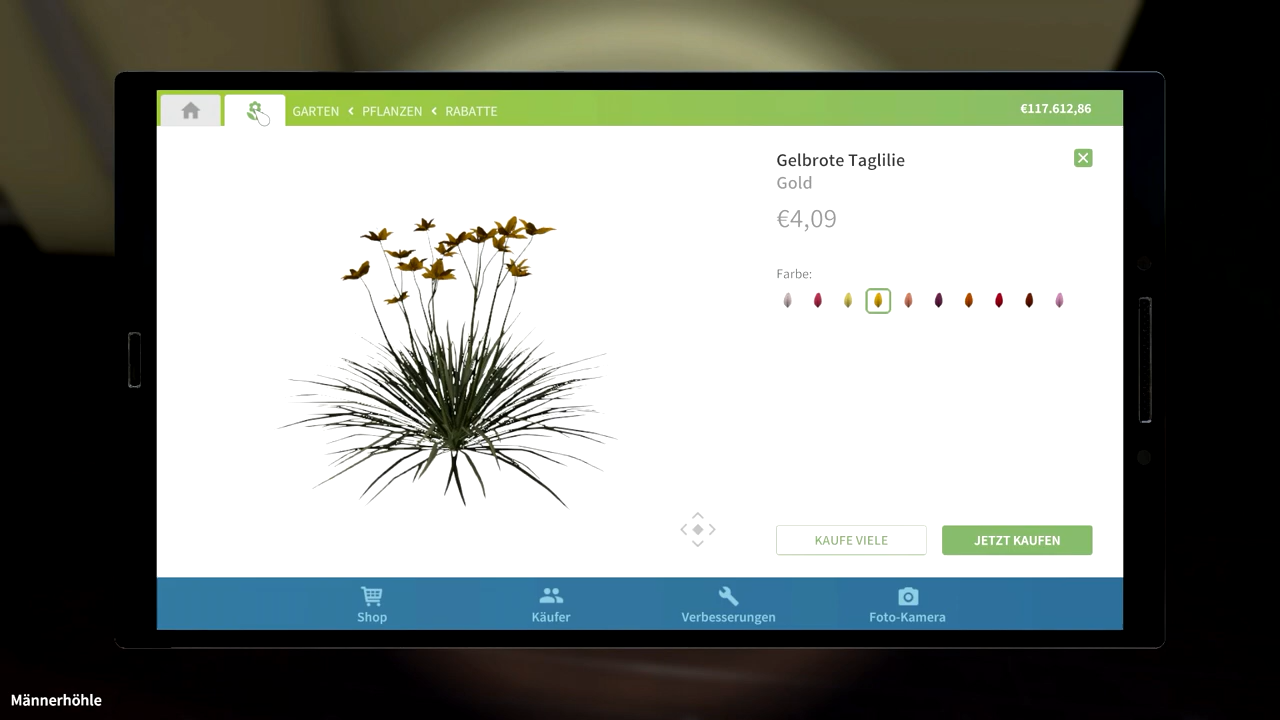 GARTEN < PFLANZEN < RABATTE
€117.612,86
Gelbrote Taglilie
Gold
€4,09
Farbe:
KAUFE VIELE
JETZT KAUFEN
Shop
Käufer
Verbesserungen
Foto-Kamera
Männerhöhle